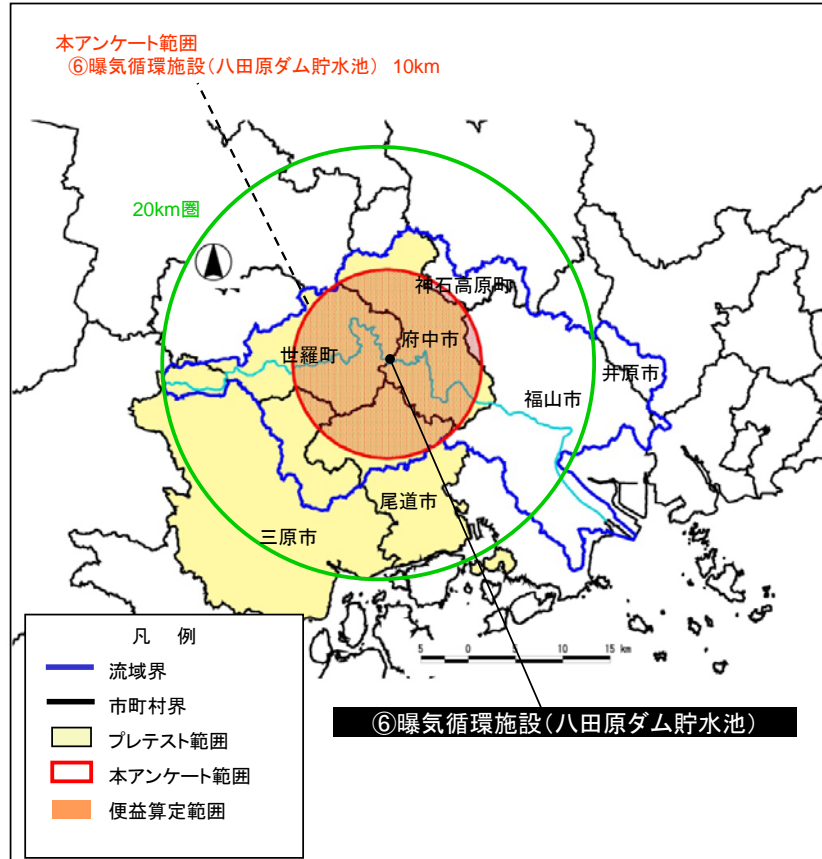 本アンケート範囲
⑥曝気循環施設(八田原ダム貯水池) 10km
20km圏
神石高原町
府中市
世羅町
井原市
福山市
尾道市
三原市
凡 例
流域界
市町村界
プレテスト範囲
本アンケート範囲
便益算定範囲
5 0 5 10 15 km
⑥曝気循環施設(八田原ダム貯水池)